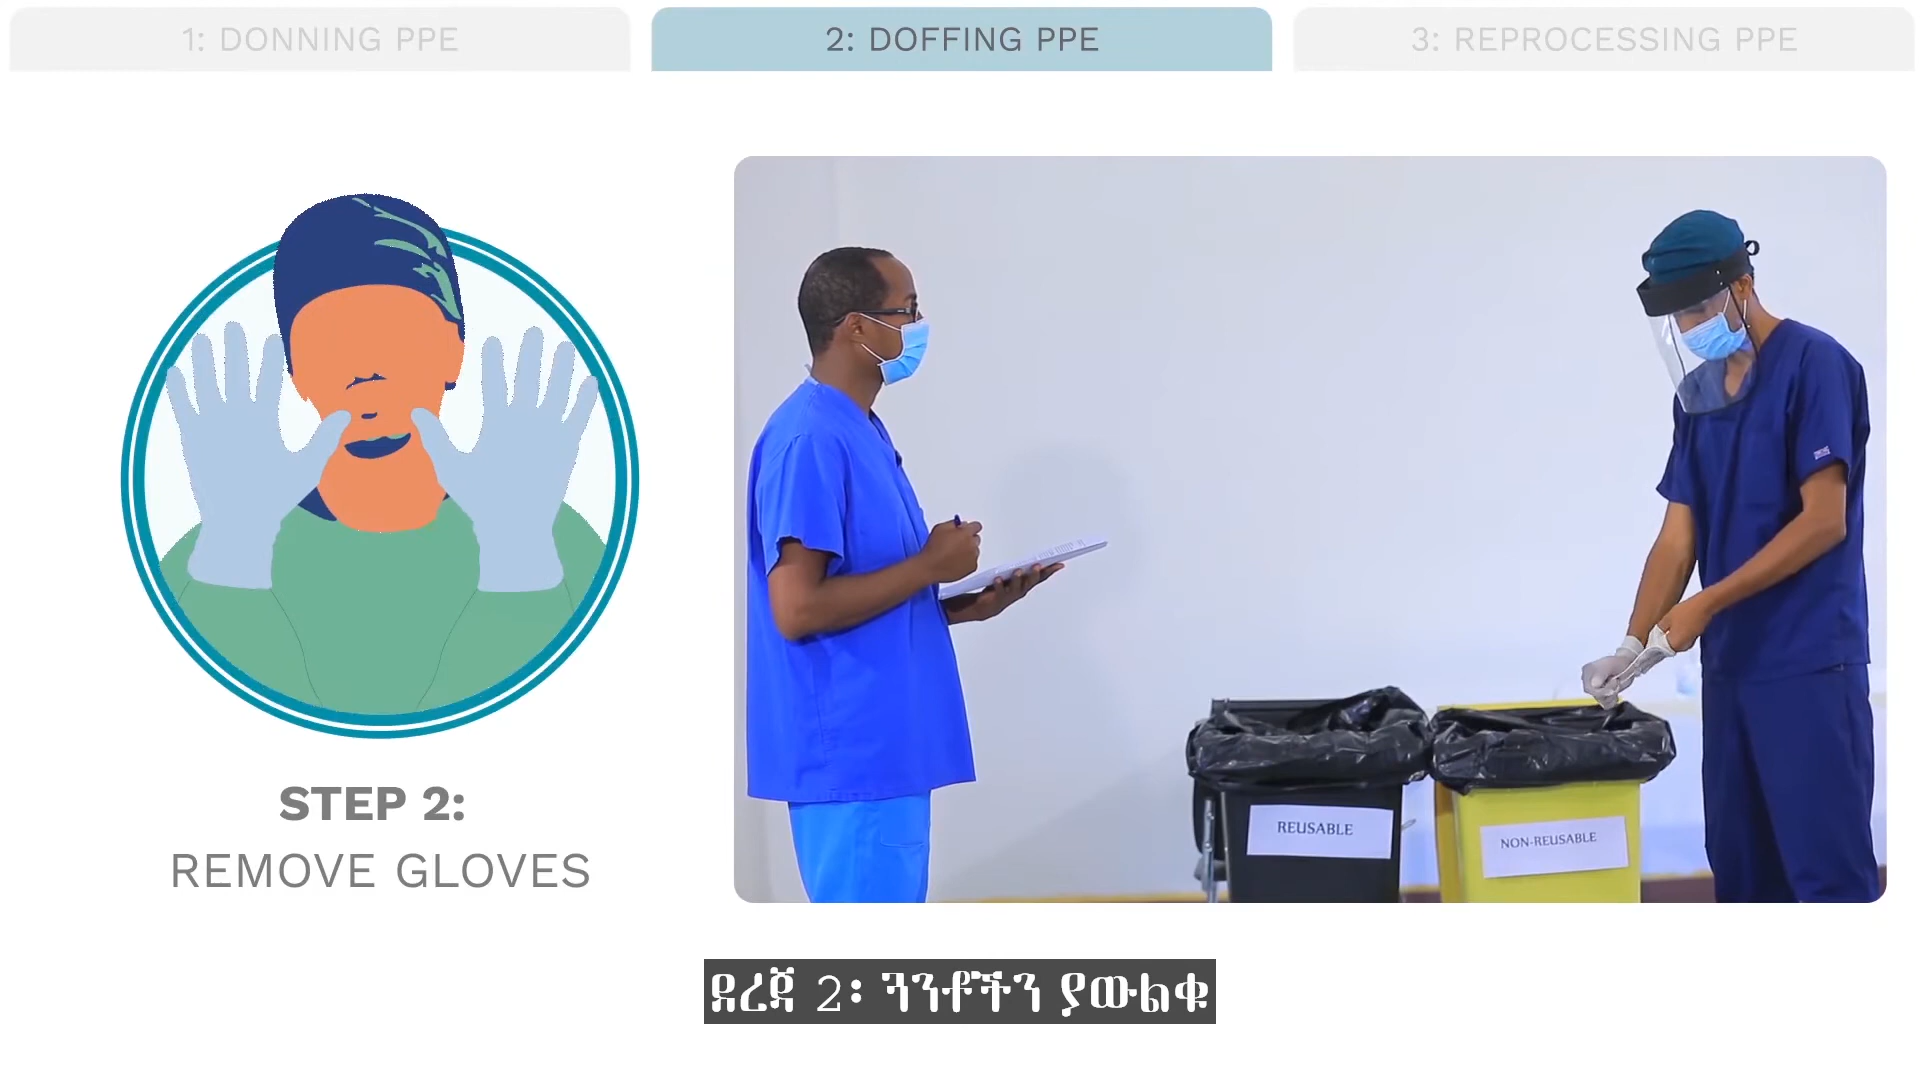 1: DONNING PPE
2: DOFFING PPE
3: REPROCESSING PPE
STEP 2:
REMOVE GLOVES
REUSABLE
NON-REUSABLE
ደረጃ 2፡ ጓንቶችን ያውልቁ